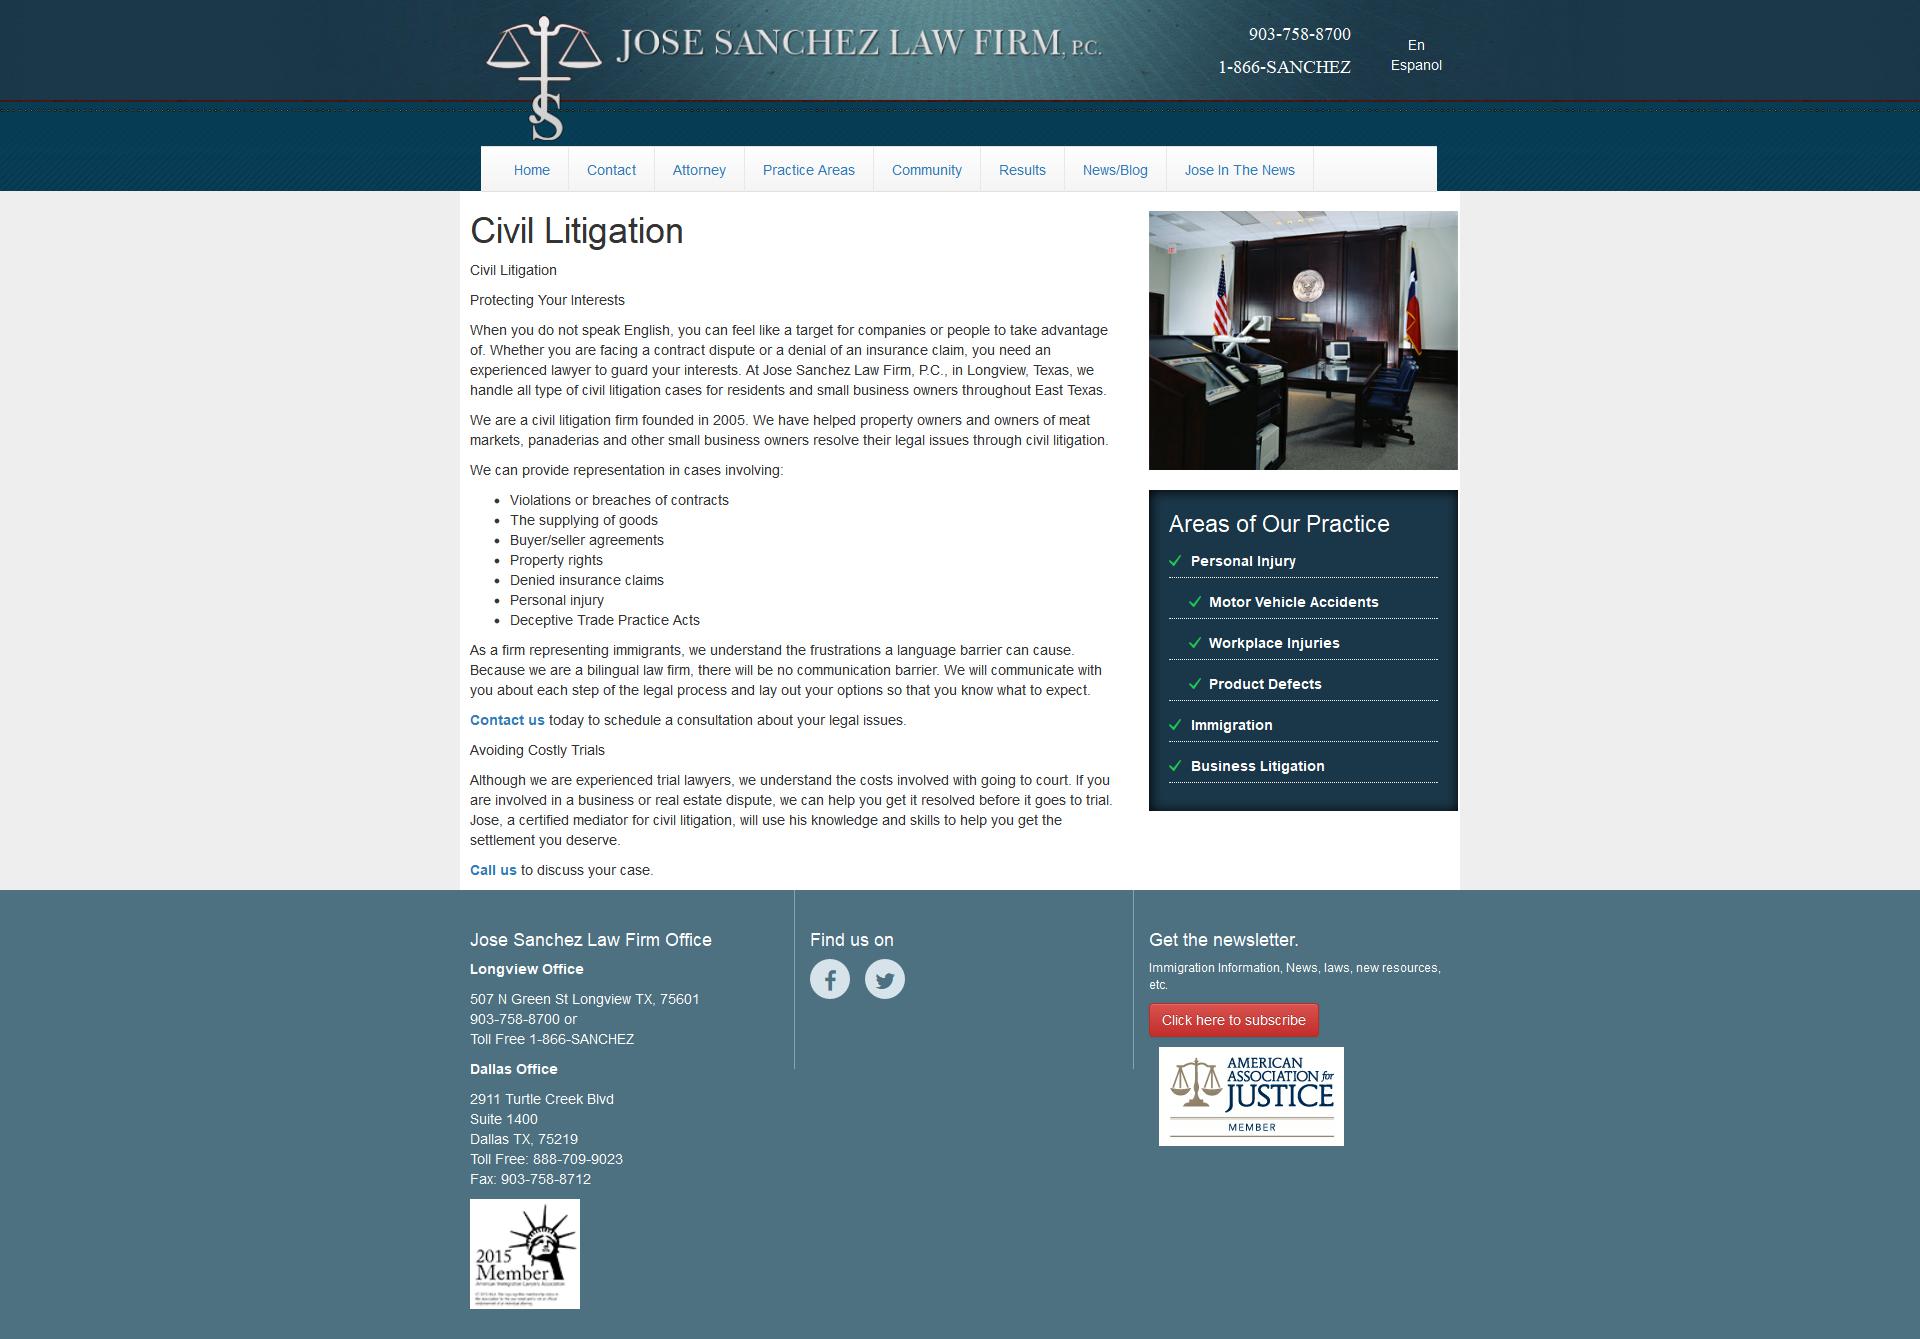 JOSE SANCHEZ LAW FIRM, P.C.
903-758-8700
1-866-SANCHEZ
En
Espanol
Home
Contact
Attorney
Practice Areas
Community
Results
News/Blog
Jose In The News
Civil Litigation
Civil Litigation
Protecting Your Interests
When you do not speak English, you can feel like a target for companies or people to take advantage
of. Whether you are facing a contract dispute or a denial of an insurance claim, you need an
experienced lawyer to guard your interests. At Jose Sanchez Law Firm, P.C., in Longview, Texas, we
handle all type of civil litigation cases for residents and small business owners throughout East Texas.
We are a civil litigation firm founded in 2005. We have helped property owners and owners of meat
markets, panaderias and other small business owners resolve their legal issues through civil litigation.
We can provide representation in cases involving:
Violations or breaches of contracts
The supplying of goods
Buyer/seller agreements
Property rights
Denied insurance claims
Personal injury
Deceptive Trade Practice Acts
As a firm representing immigrants, we understand the frustrations a language barrier can cause.
Because we are a bilingual law firm, there will be no communication barrier. We will communicate with
you about each step of the legal process and lay out your options so that you know what to expect.
Contact us today to schedule a consultation about your legal issues.
Avoiding Costly Trials
Although we are experienced trial lawyers, we understand the costs involved with going to court. If you
are involved in a business or real estate dispute, we can help you get it resolved before it goes to trial.
Jose, a certified mediator for civil litigation, will use his knowledge and skills to help you get the
settlement you deserve.
Call us to discuss your case.
Areas of Our Practice
Personal Injury
Motor Vehicle Accidents
Workplace Injuries
Product Defects
Immigration
Business Litigation
Jose Sanchez Law Firm Office
Longview Office
507 N Green St Longview TX, 75601
903-758-8700 or
Toll Free 1-866-SANCHEZ
Dallas Office
2911 Turtle Creek Blvd
Suite 1400
Dallas TX, 75219
Toll Free: 888-709-9023
Fax: 903-758-8712
2015
Member
American Immigration Lawyers Association
Find us on
Get the newsletter.
Immigration Information, News, laws, new resources,
etc.
Click here to subscribe
AMERICAN
ASSOCIATION for
JUSTICE
MEMBER